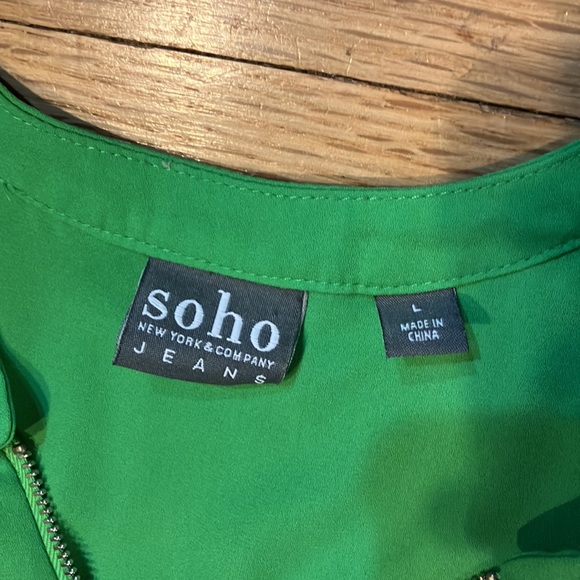 soho
NEW YORK & COMPANY
JEANS
L
MADE IN
CHINA